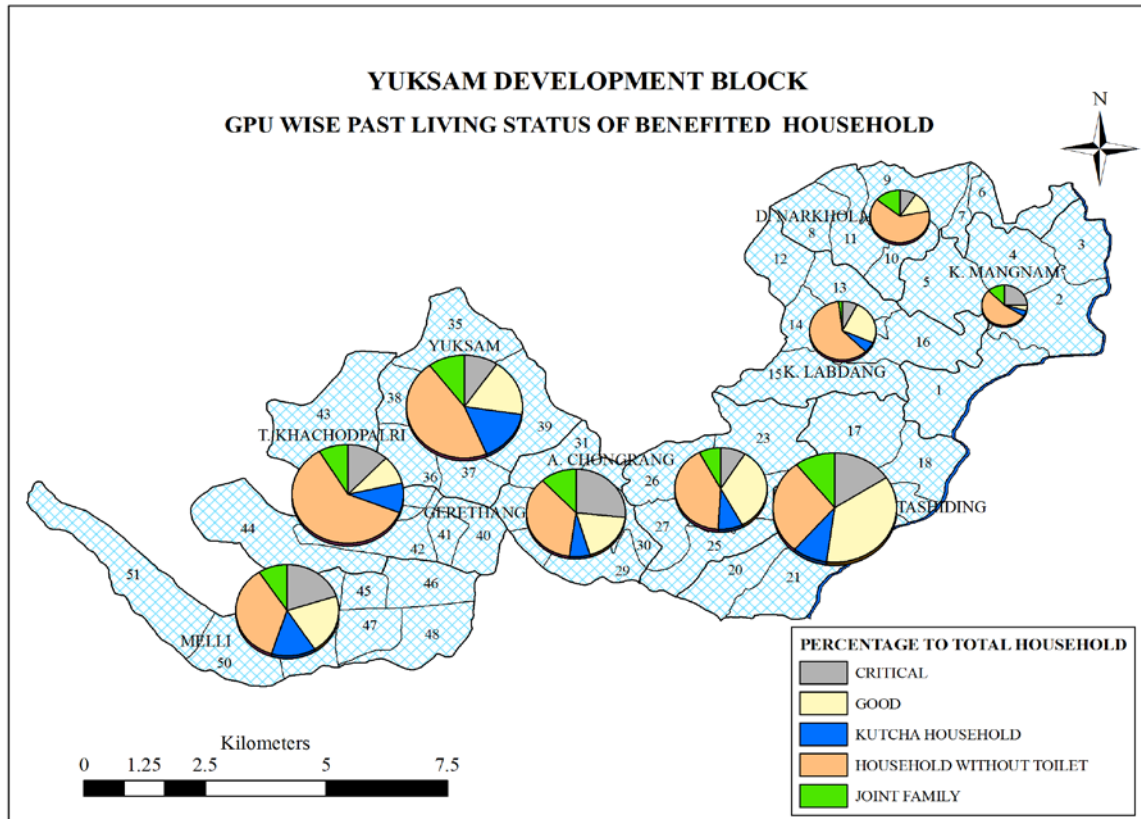 YUKSAM DEVELOPMENT BLOCK
GPU WISE PAST LIVING STATUS OF BENEFITED HOUSEHOLD
N
9
6
D. NARKHOLA
7
8
11
4
3
12
10
5
K. MANGNAM
2
13
14
16
35
YUKSAM
15
K. LABDANG
1
43
38
23
17
T. KHACHODPALRI
39
31
A. CHONGRANG
18
36
37
26
TASHIDING
GERETHANG
44
41
40
27
42
30
25
51
29
20
21
45
46
47
48
MELLI
50
PERCENTAGE TO TOTAL HOUSEHOLD
CRITICAL
GOOD
KUTCHA HOUSEHOLD
HOUSEHOLD WITHOUT TOILET
JOINT FAMILY
Kilometers
0 1.25 2.5 5 7.5